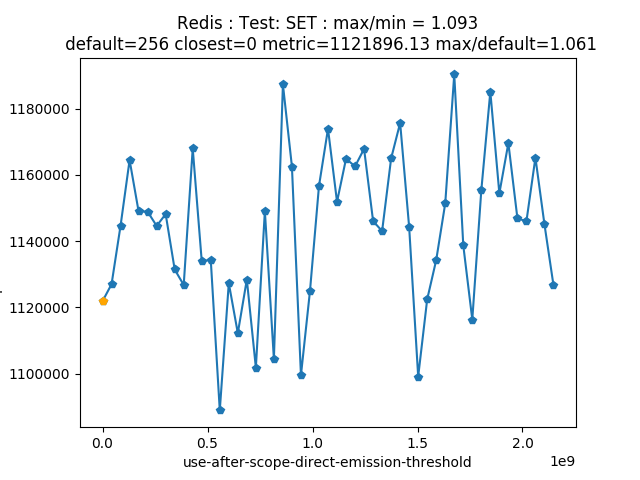 Redis : Test: SET : max/min = 1.093
default=256 closest=0 metric=1121896.13 max/default=1.061
1180000
1160000
1140000
1120000
1100000
0.0 0.5 1.0 1.5 2.0
1e9
use-after-scope-direct-emission-threshold